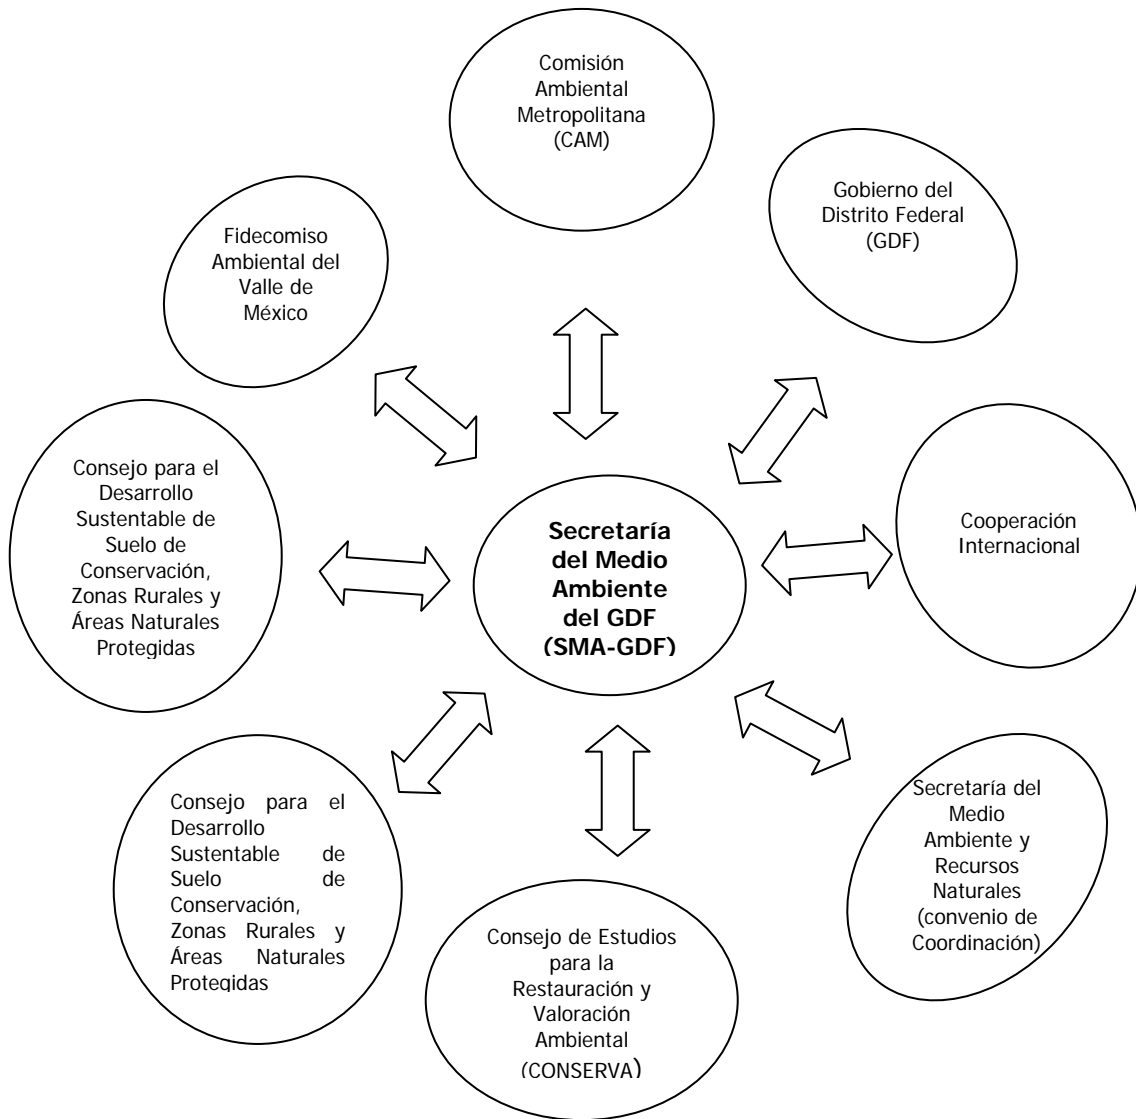 Comisión
Ambiental
Metropolitana
(CAM)
Gobierno del
Distrito Federal
(GDF)
Fidecomiso
Ambiental del
Valle de
México
Consejo para el
Desarrollo
Sustentable de
Suelo de
Conservación,
Zonas Rurales y
Áreas Naturales
Protegidas
Secretaría
del Medio
Ambiente
del GDF
(SMA-GDF)
Cooperación
Internacional
Consejo para el
Desarrollo
Sustentable de
Suelo de
Conservación,
Zonas Rurales y
Áreas Naturales
Protegidas
Consejo de Estudios
para la
Restauración y
Valoración
Ambiental
(CONSERVA)
Secretaría del
Medio
Ambiente y
Recursos
Naturales
(convenio de
Coordinación)